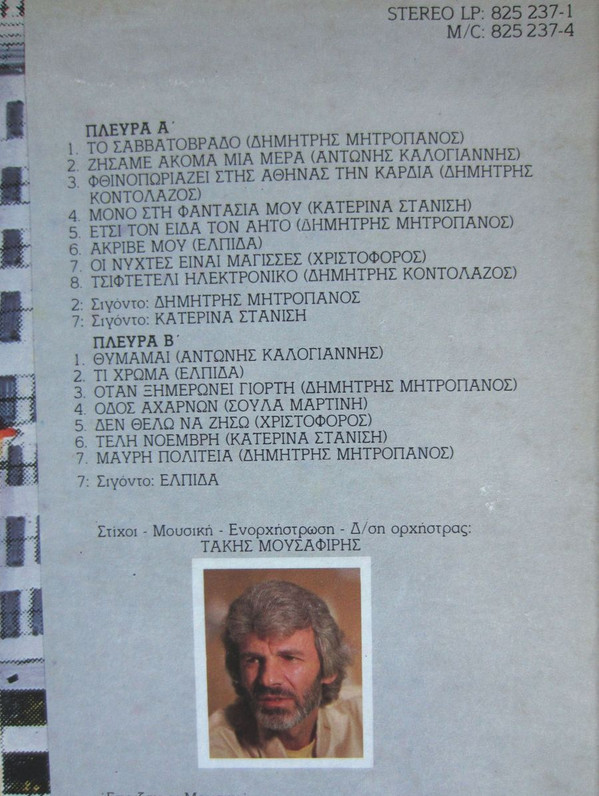 STEREO LP: 825 237-1
M/C: 825 237-4
ΠΛΕΥΡΑ Α΄
1. ΤΟ ΣΑΒΒΑΤΟΒΡΑΔΟ (ΔΗΜΗΤΡΗΣ ΜΗΤΡΟΠΑΝΟΣ)
2. ΖΗΣΑΜΕ ΑΚΟΜΑ ΜΙΑ ΜΕΡΑ (ΑΝΤΩΝΗΣ ΚΑΛΟΓΙΑΝΝΗΣ)
3. ΦΘΙΝΟΠΩΡΙΑΖΕΙ ΣΤΗΣ ΑΘΗΝΑΣ ΤΗΝ ΚΑΡΔΙΑ (ΔΗΜΗΤΡΗΣ
ΚΟΝΤΟΛΑΖΟΣ)
4. ΜΟΝΟ ΣΤΗ ΦΑΝΤΑΣΙΑ ΜΟΥ (ΚΑΤΕΡΙΝΑ ΣΤΑΝΙΣΗ)
5. ΕΤΣΙ ΤΟΝ ΕΙΔΑ ΤΟΝ ΑΗΤΟ (ΔΗΜΗΤΡΗΣ ΜΗΤΡΟΠΑΝΟΣ)
6. ΑΚΡΙΒΕ ΜΟΥ (ΕΛΠΙΔΑ)
7. ΟΙ ΝΥΧΤΕΣ ΕΙΝΑΙ ΜΑΓΙΣΣΕΣ (ΧΡΙΣΤΟΦΟΡΟΣ)
8. ΤΣΙΦΤΕΤΕΛΙ ΗΛΕΚΤΡΟΝΙΚΟ (ΔΗΜΗΤΡΗΣ ΚΟΝΤΟΛΑΖΟΣ)
2: Σιγόντο: ΔΗΜΗΤΡΗΣ ΜΗΤΡΟΠΑΝΟΣ
7: Σιγόντο: ΚΑΤΕΡΙΝΑ ΣΤΑΝΙΣΗ
ΠΛΕΥΡΑ Β΄
1. ΘΥΜΑΜΑΙ (ΑΝΤΩΝΗΣ ΚΑΛΟΓΙΑΝΝΗΣ)
2. ΤΙ ΧΡΩΜΑ (ΕΛΠΙΔΑ)
3. ΟΤΑΝ ΞΗΜΕΡΩΝΕΙ ΓΙΟΡΤΗ (ΔΗΜΗΤΡΗΣ ΜΗΤΡΟΠΑΝΟΣ)
4. ΟΔΟΣ ΑΧΑΡΝΩΝ (ΣΟΥΛΑ ΜΑΡΤΙΝΗ)
5. ΔΕΝ ΘΕΛΩ ΝΑ ΖΗΣΩ (ΧΡΙΣΤΟΦΟΡΟΣ)
6. ΤΕΛΗ ΝΟΕΜΒΡΗ (ΚΑΤΕΡΙΝΑ ΣΤΑΝΙΣΗ)
7. ΜΑΥΡΗ ΠΟΛΙΤΕΙΑ (ΔΗΜΗΤΡΗΣ ΜΗΤΡΟΠΑΝΟΣ)
7: Σιγόντο: ΕΛΠΙΔΑ
Στίχοι - Μουσική - Ενορχήστρωση - Δ/ση ορχήστρας:
ΤΑΚΗΣ ΜΟΥΣΑΦΙΡΗΣ